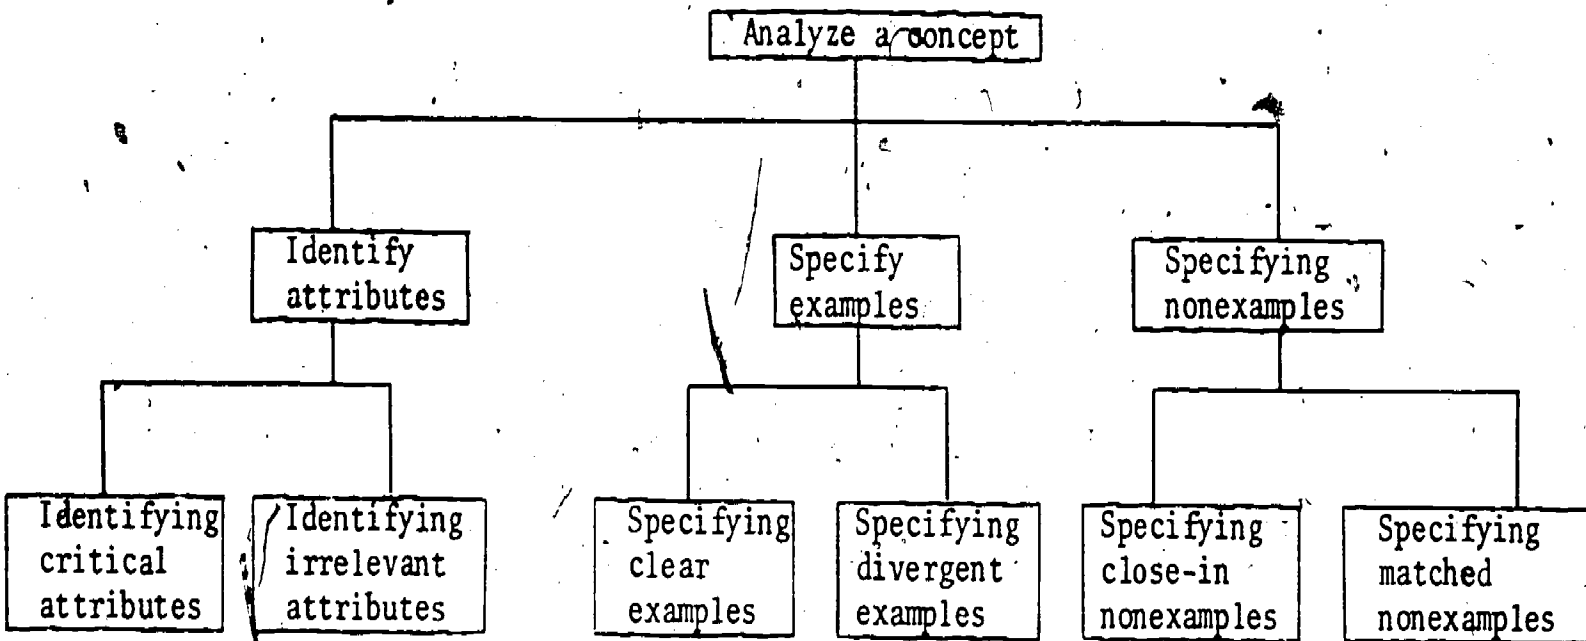 Analyze a concept
Identify
attributes
Specify
examples
Specifying
nonexamples
Identifying
critical
attributes
Identifying
irrelevant
attributes
Specifying
clear
examples
Specifying
divergent
examples
Specifying
close-in
nonexamples
Specifying
matched
nonexamples